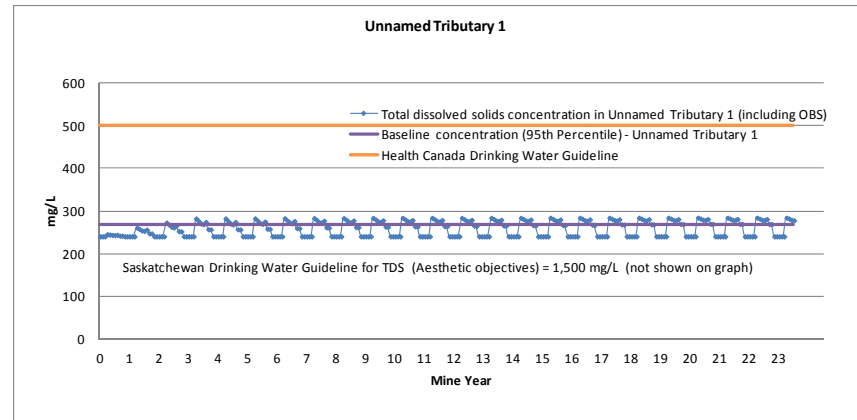 Unnamed Tributary 1
600
500
400
300
200
100
0
mg/L
Total dissolved solids concentration in Unnamed Tributary 1 (including OBS)
Baseline concentration (95th Percentile) - Unnamed Tributary 1
Health Canada Drinking Water Guideline
Saskatchewan Drinking Water Guideline for TDS (Aesthetic objectives) = 1,500 mg/L (not shown on graph)
0 1 2 3 4 5 6 7 8 9 10 11 12 13 14 15 16 17 18 19 20 21 22 23
Mine Year